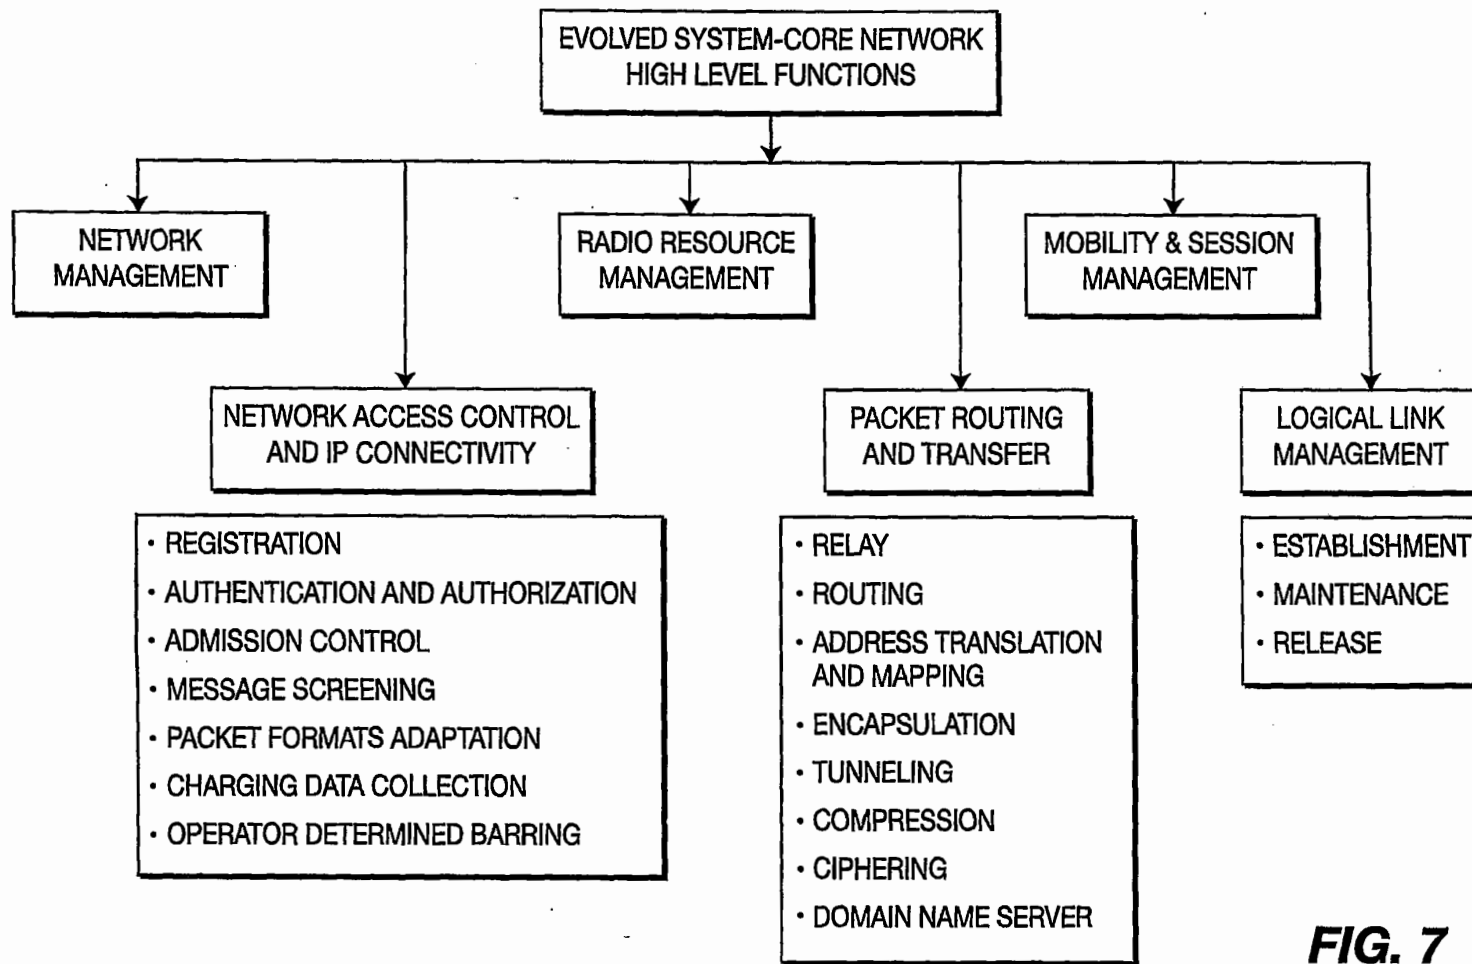 EVOLVED SYSTEM-CORE NETWORK
HIGH LEVEL FUNCTIONS
NETWORK
MANAGEMENT
RADIO RESOURCE
MANAGEMENT
MOBILITY & SESSION
MANAGEMENT
NETWORK ACCESS CONTROL
AND IP CONNECTIVITY
PACKET ROUTING
AND TRANSFER
LOGICAL LINK
MANAGEMENT
• REGISTRATION
• AUTHENTICATION AND AUTHORIZATION
• ADMISSION CONTROL
• MESSAGE SCREENING
• PACKET FORMATS ADAPTATION
• CHARGING DATA COLLECTION
• OPERATOR DETERMINED BARRING
• RELAY
• ROUTING
• ADDRESS TRANSLATION
AND MAPPING
• ENCAPSULATION
• TUNNELING
• COMPRESSION
• CIPHERING
• DOMAIN NAME SERVER
• ESTABLISHMENT
• MAINTENANCE
• RELEASE
FIG. 7